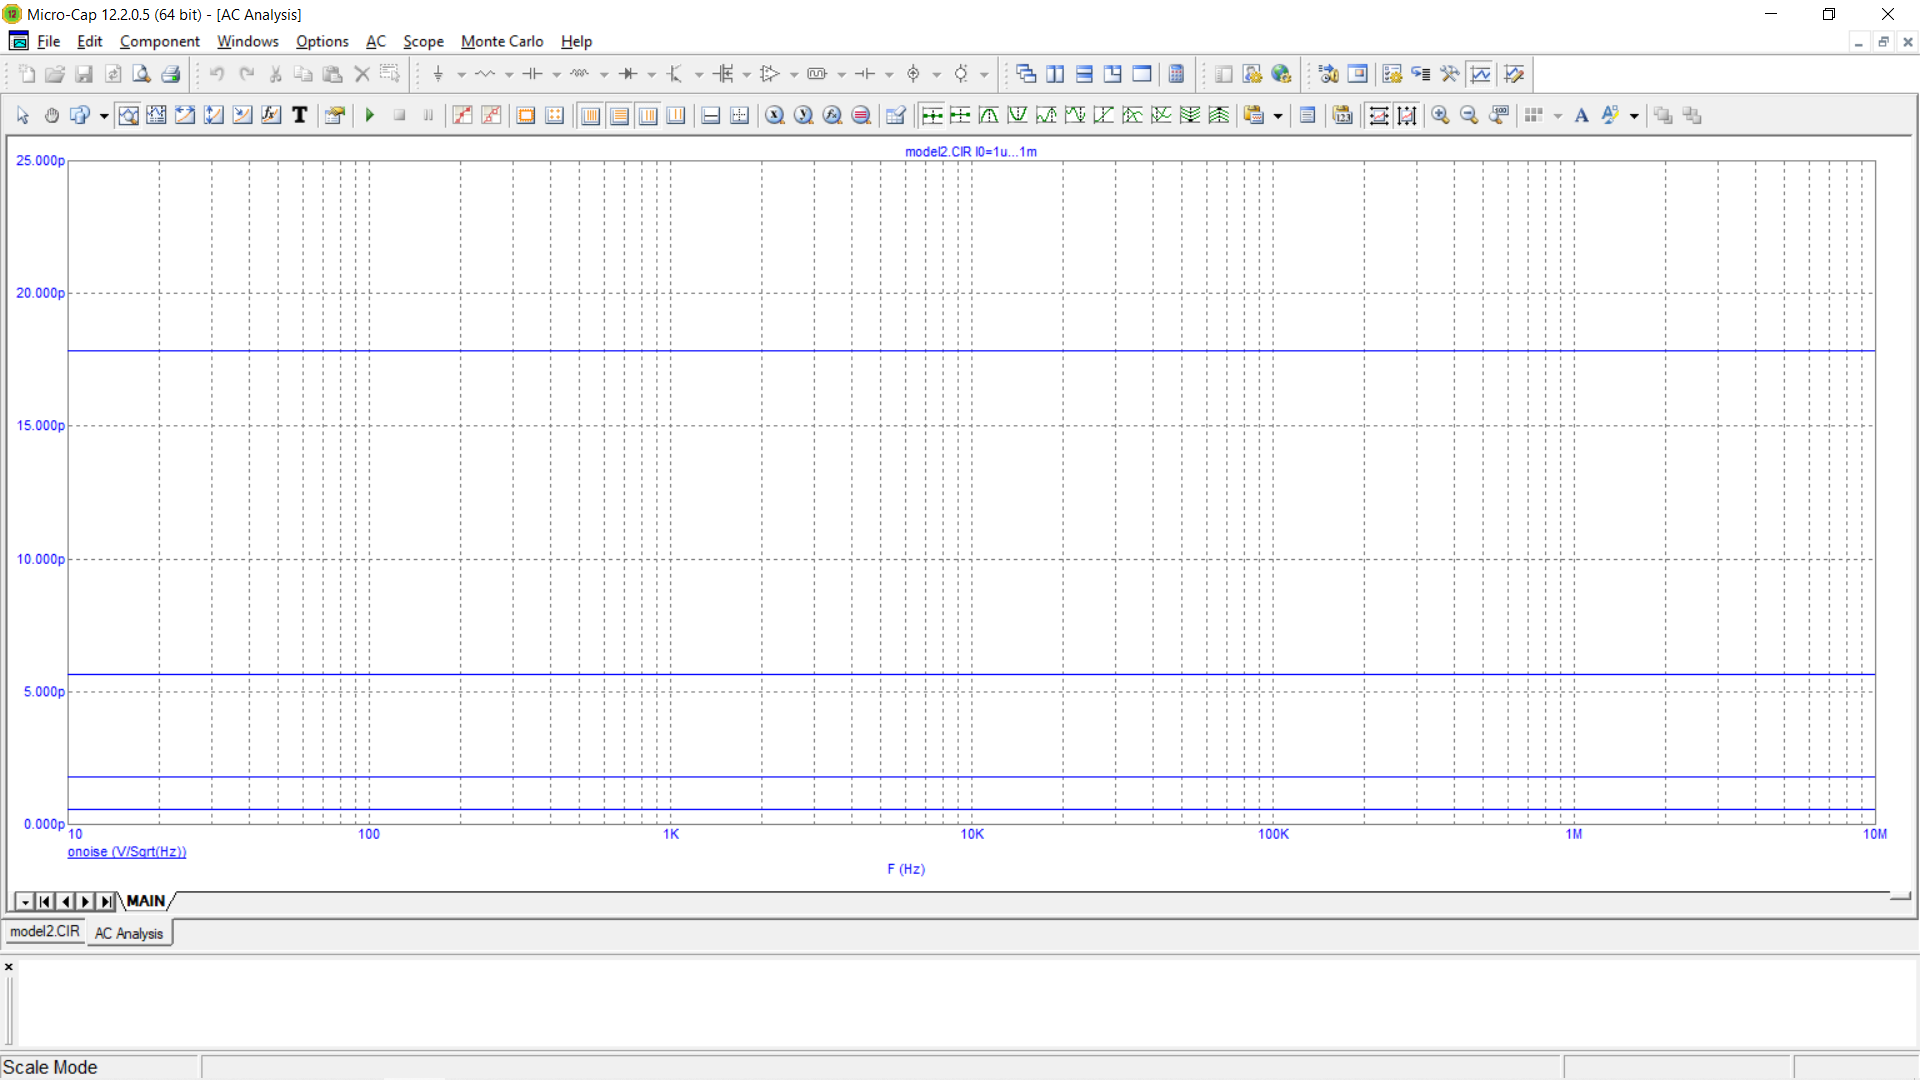 Micro-Cap 12.2.0.5 (64 bit) - [AC Analysis]
File Edit Component Windows Options AC Scope Monte Carlo Help
model2.CIR I0=1u...1m
25.000p
20.000p
15.000p
10.000p
5.000p
0.000p
10 100 1K 10K 100K 1M 10M
onoise (V/Sqrt(Hz))
F (Hz)
MAIN
model2.CIR AC Analysis
Scale Mode